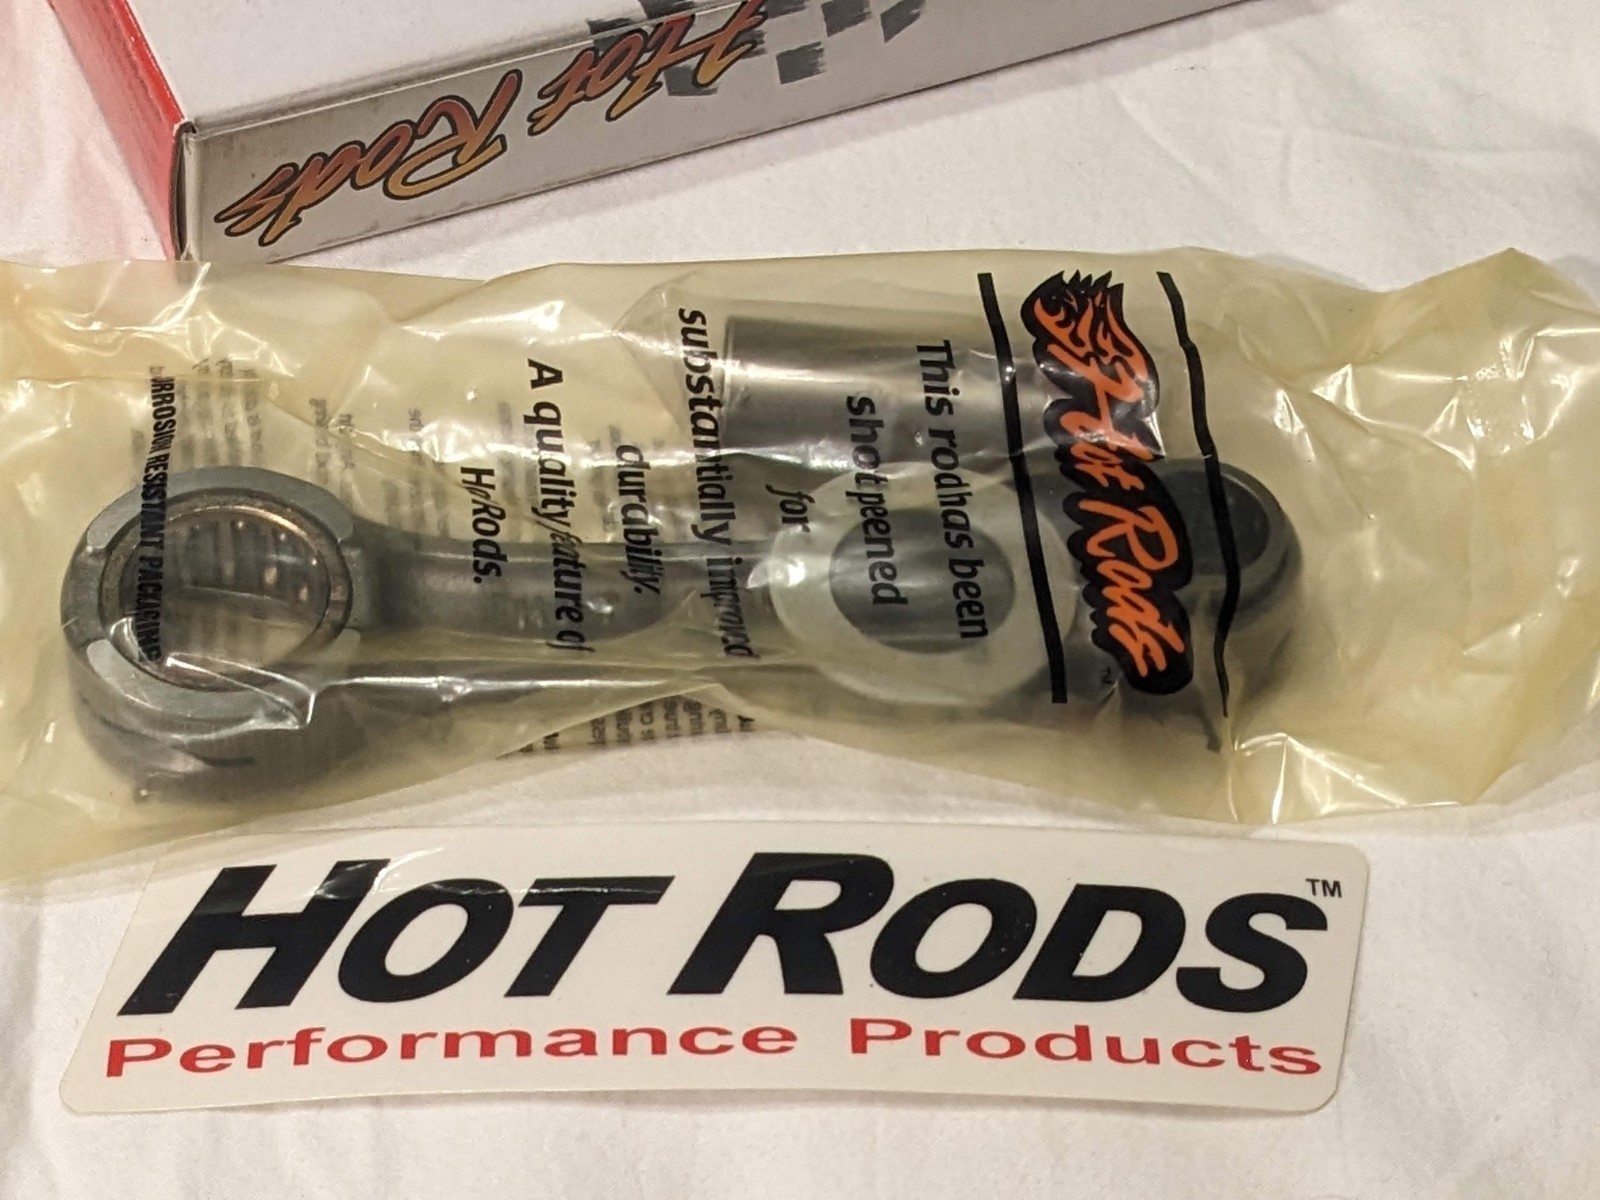 Hot Rods
Hot Rods
TM
This rod has been
shot peened
for
substantially improved
durability.
A quality feature of
Hot Rods.
CORROSION RESISTANT PACKAGING
HOT RODS™
Performance Products